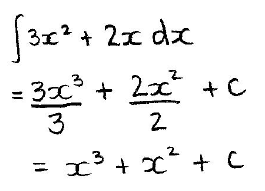 ∫3x² + 2x dx
= 3x³/3 + 2x²/2 + C
= x³ + x² + C